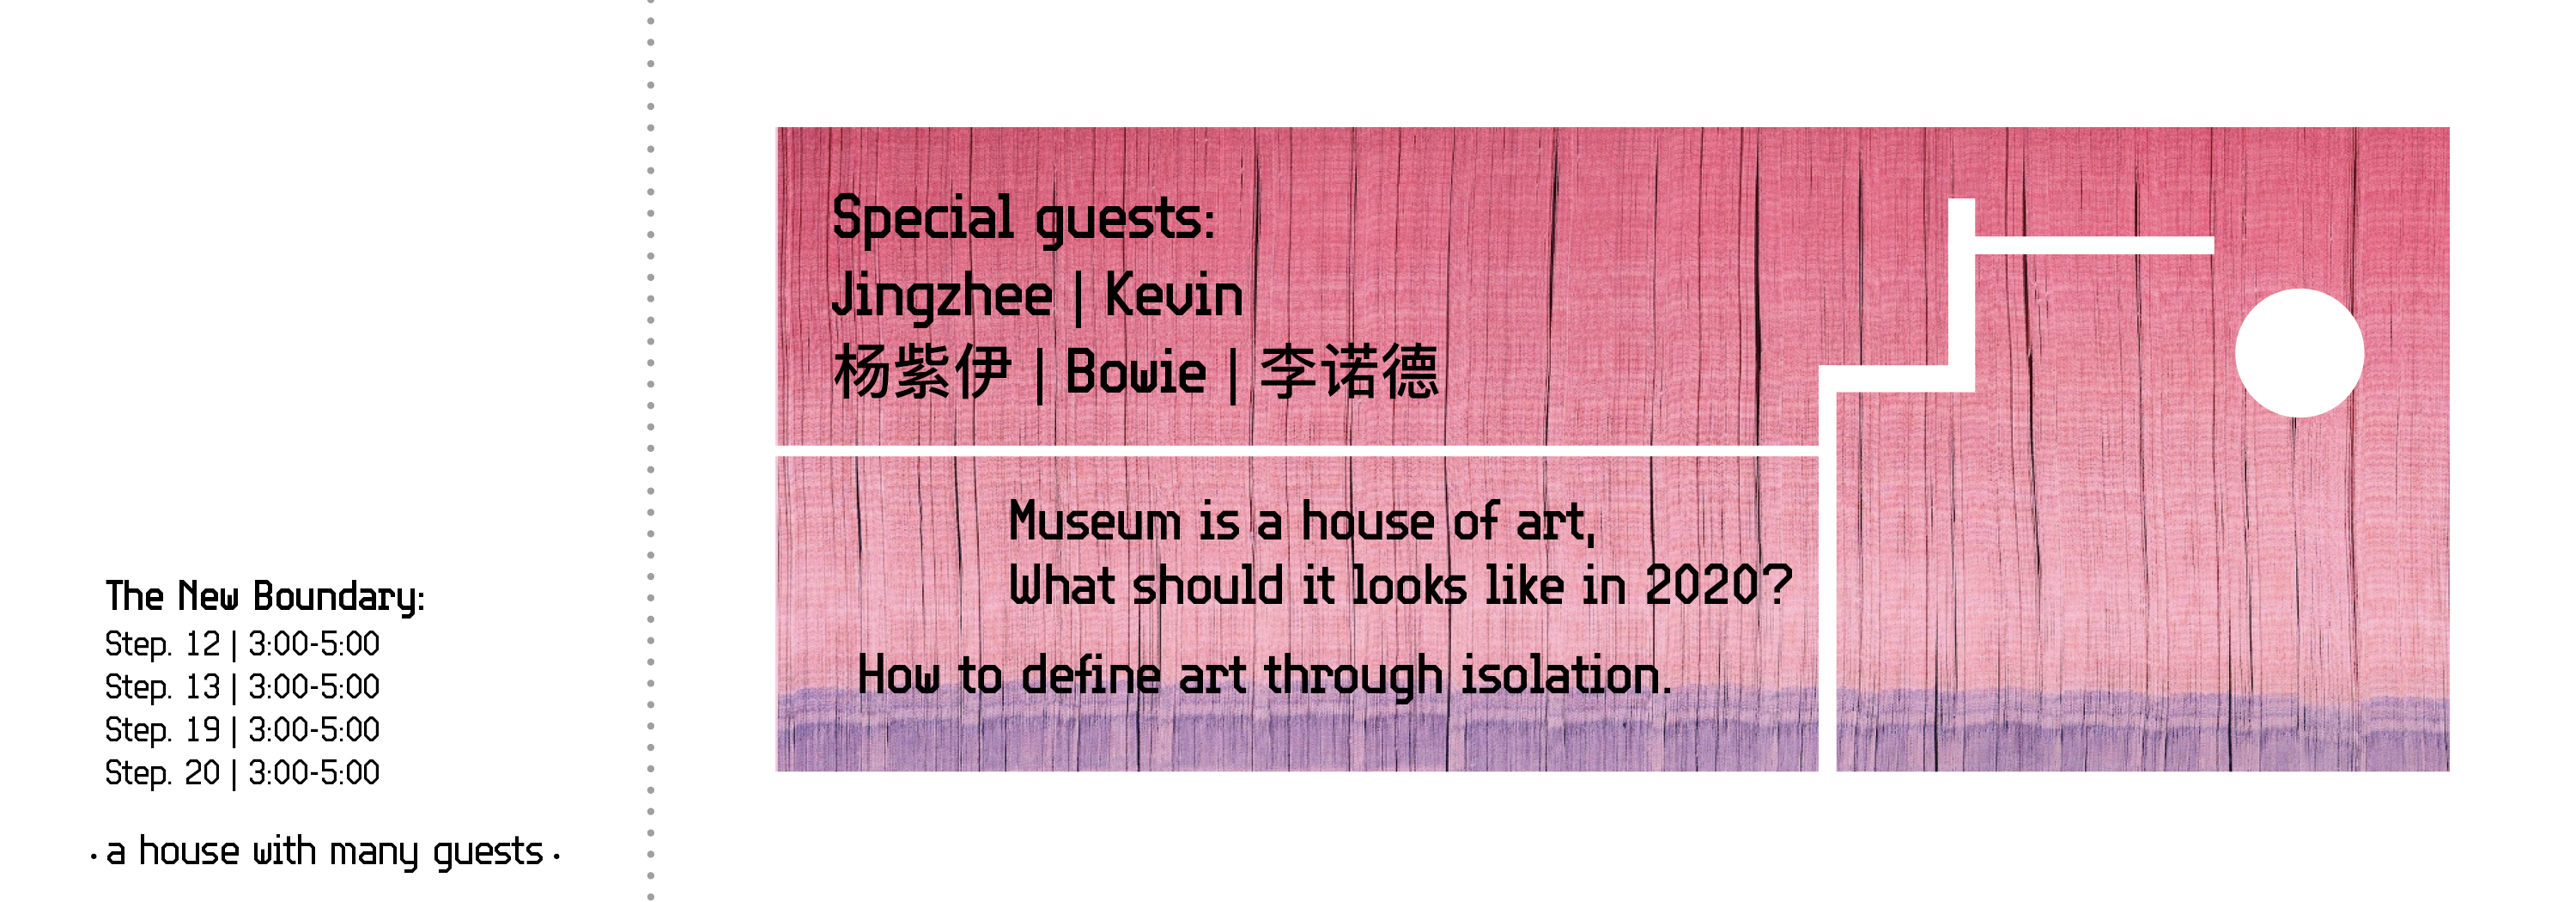 The New Boundary:
Step. 12 | 3:00-5:00
Step. 13 | 3:00-5:00
Step. 19 | 3:00-5:00
Step. 20 | 3:00-5:00
· a house with many guests ·
Special guests:
Jingzhee | Kevin
杨紫伊 | Bowie | 李诺德
Museum is a house of art,
What should it looks like in 2020?
How to define art through isolation.